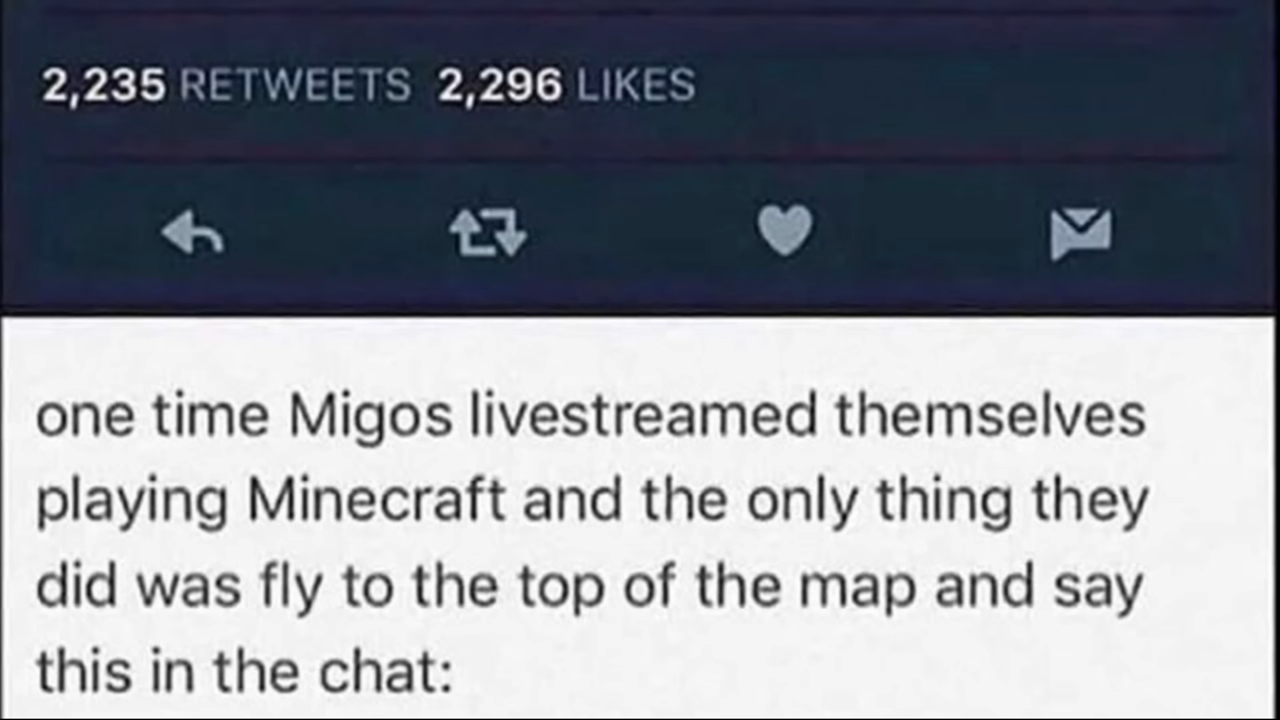 2,235 RETWEETS 2,296 LIKES
one time Migos livestreamed themselves
playing Minecraft and the only thing they
did was fly to the top of the map and say
this in the chat: